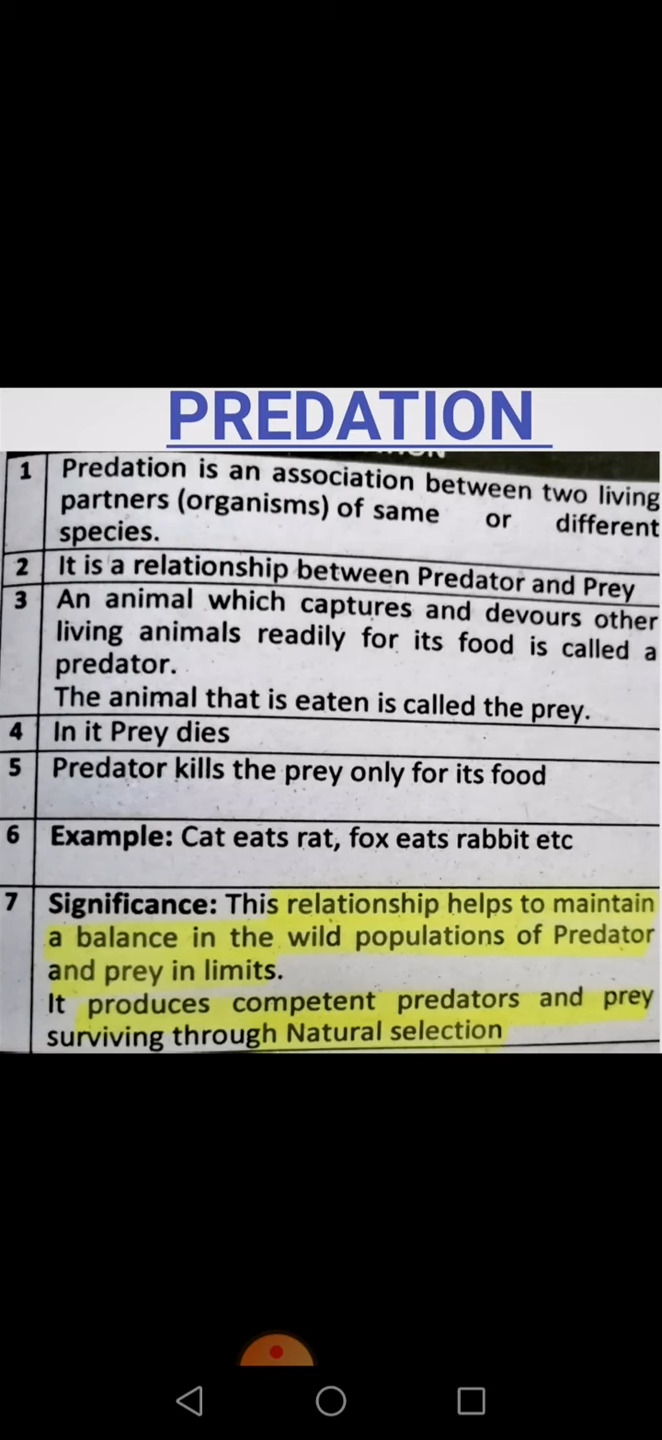 PREDATION
1 Predation is an association between two living
partners (organisms) of same or different
species.
2 It is a relationship between Predator and Prey
3 An animal which captures and devours other
living animals readily for its food is called a
predator.
The animal that is eaten is called the prey.
4 In it Prey dies
5 Predator kills the prey only for its food
6 Example: Cat eats rat, fox eats rabbit etc
7 Significance: This relationship helps to maintain
a balance in the wild populations of Predator
and prey in limits.
It produces competent predators and prey
surviving through Natural selection